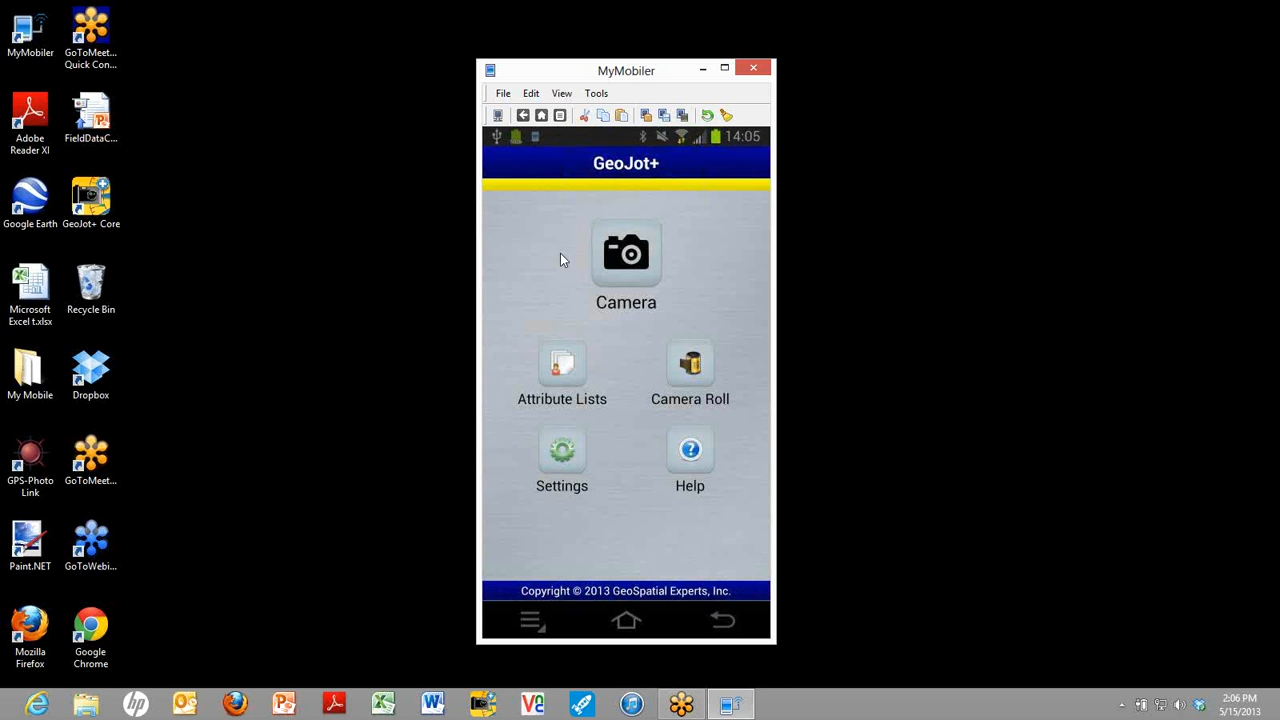 MyMobiler
GoToMeet...
Quick Con...
Adobe
Reader XI
FieldDataC...
Google Earth
GeoJot+ Core
Microsoft
Excel t.xlsx
Recycle Bin
My Mobile
Dropbox
GPS-Photo
Link
GoToMeet...
Paint.NET
GoToWebi...
Mozilla
Firefox
Google
Chrome
MyMobiler
File Edit View Tools
14:05
GeoJot+
Camera
Attribute Lists
Camera Roll
Settings
Help
Copyright © 2013 GeoSpatial Experts, Inc.
2:06 PM
5/15/2013